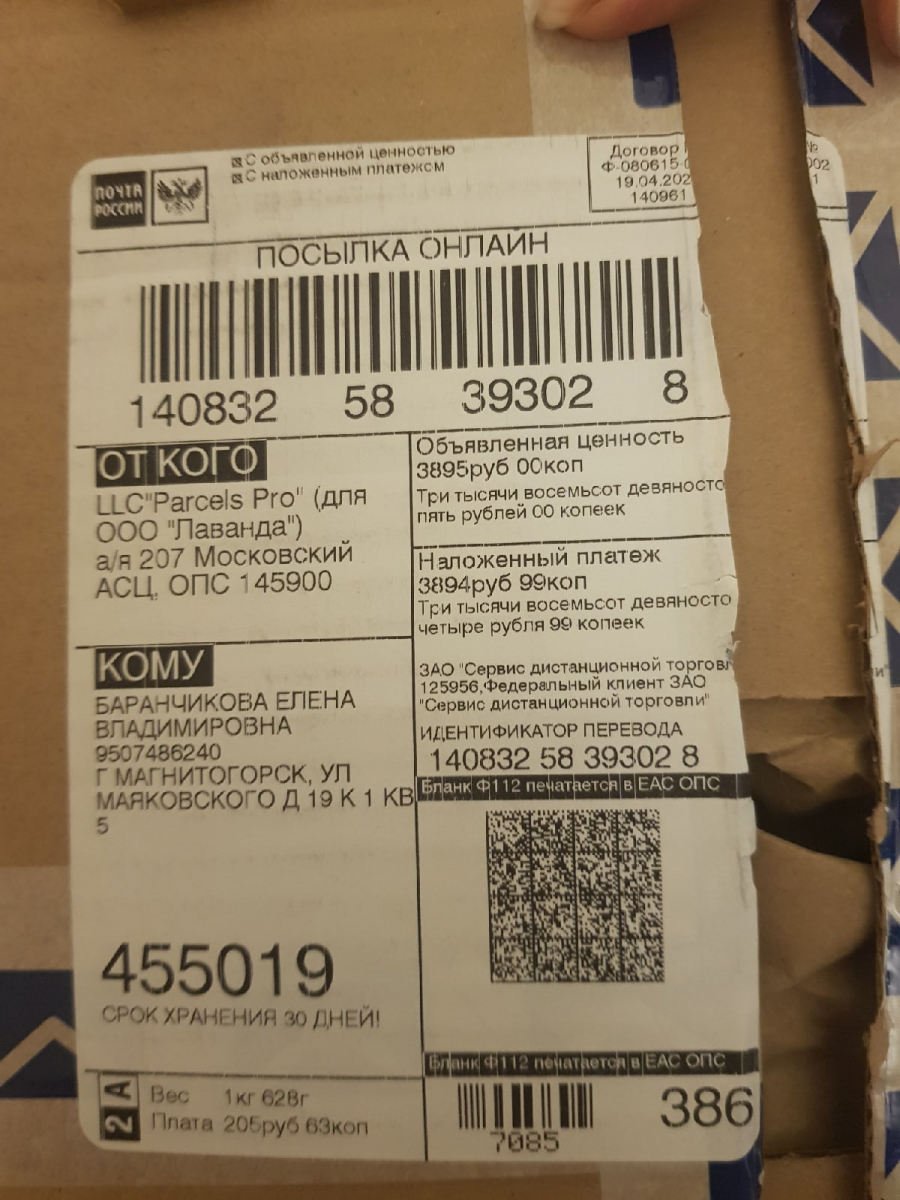 ПОЧТА
РОССИИ
С объявленной ценностью
С наложенным платежом
Договор №
Ф-080615-002
19.04.2021
140961
ПОСЫЛКА ОНЛАЙН
140832 58 39302 8
ОТ КОГО
LLC"Parcels Pro" (для
ООО "Лаванда")
а/я 207 Московский
АСЦ, ОПС 145900
Объявленная ценность
3895руб 00коп
Три тысячи восемьсот девяносто
пять рублей 00 копеек
Наложенный платеж
3894руб 99коп
Три тысячи восемьсот девяносто
четыре рубля 99 копеек
КОМУ
БАРАНЧИКОВА ЕЛЕНА
ВЛАДИМИРОВНА
9507486240
Г МАГНИТОГОРСК, УЛ
МАЯКОВСКОГО Д 19 К 1 КВ
5
455019
СРОК ХРАНЕНИЯ 30 ДНЕЙ!
ЗАО "Сервис дистанционной торговли"
125956,Федеральный клиент ЗАО
"Сервис дистанционной торговли"
ИДЕНТИФИКАТОР ПЕРЕВОДА
140832 58 39302 8
Бланк Ф112 печатается в ЕАС ОПС
Бланк Ф112 печатается в ЕАС ОПС
2А
Вес 1кг 628г
Плата 205руб 63коп
7085
386